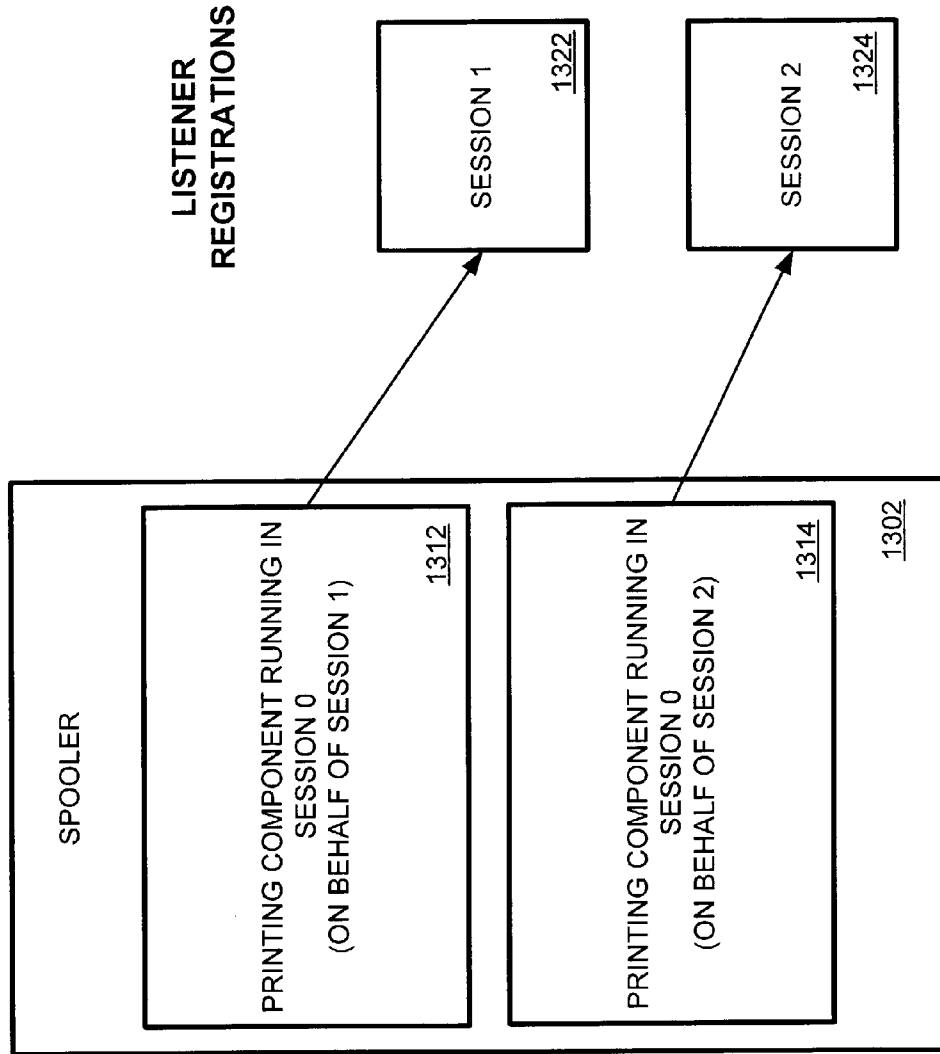 SPOOLER
PRINTING COMPONENT RUNNING IN
SESSION 0
(ON BEHALF OF SESSION 1)
1312
PRINTING COMPONENT RUNNING IN
SESSION 0
(ON BEHALF OF SESSION 2)
1314
1302
LISTENER
REGISTRATIONS
SESSION 1
1322
SESSION 2
1324